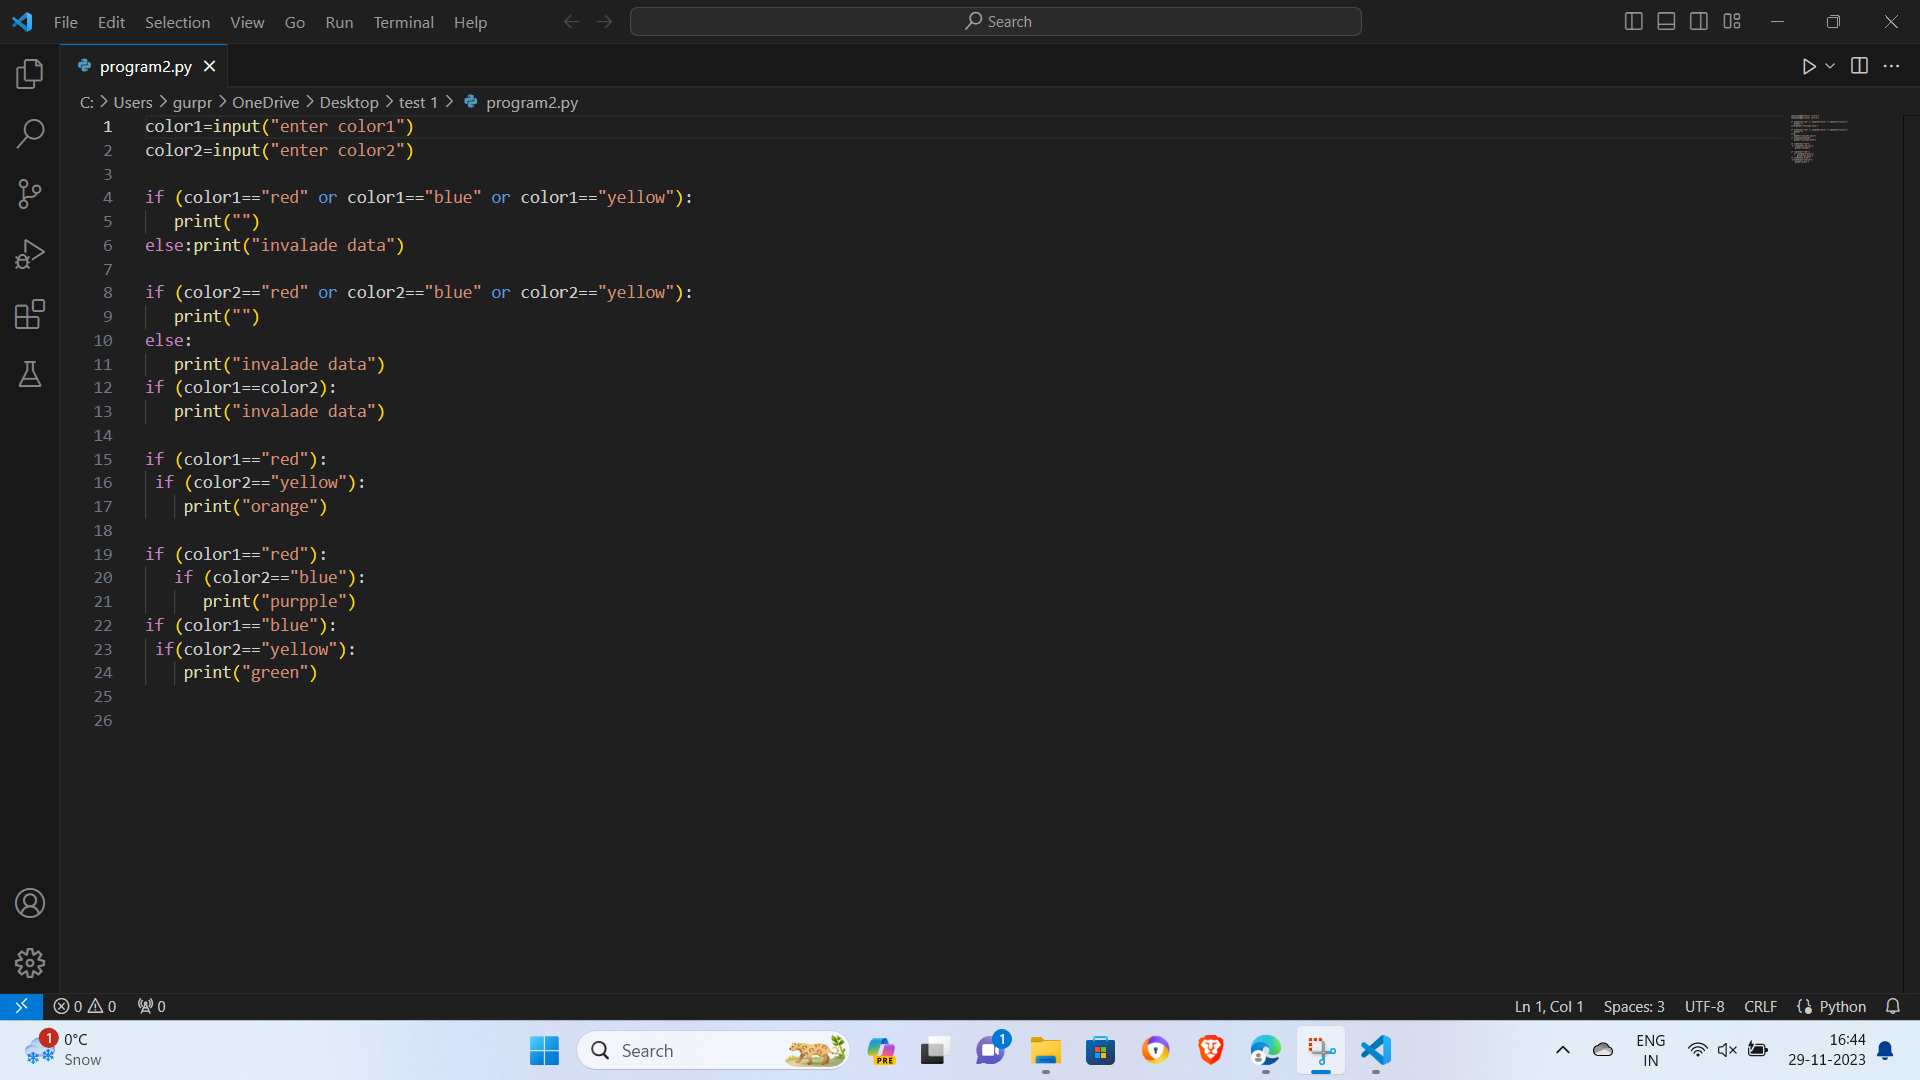 File Edit Selection View Go Run Terminal Help Search
program2.py
C: Users gurpr OneDrive Desktop test 1 program2.py
1 color1=input("enter color1")
2 color2=input("enter color2")
3
4 if (color1=="red" or color1=="blue" or color1=="yellow"):
5 print("")
6 else:print("invalade data")
7
8 if (color2=="red" or color2=="blue" or color2=="yellow"):
9 print("")
10 else:
11 print("invalade data")
12 if (color1==color2):
13 print("invalade data")
14
15 if (color1=="red"):
16 if (color2=="yellow"):
17 print("orange")
18
19 if (color1=="red"):
20 if (color2=="blue"):
21 print("purpple")
22 if (color1=="blue"):
23 if(color2=="yellow"):
24 print("green")
25
26
0 0 0 Ln 1, Col 1 Spaces: 3 UTF-8 CRLF Python
1 0°C
Snow
Search
PRE
1
ENG
IN
16:44
29-11-2023